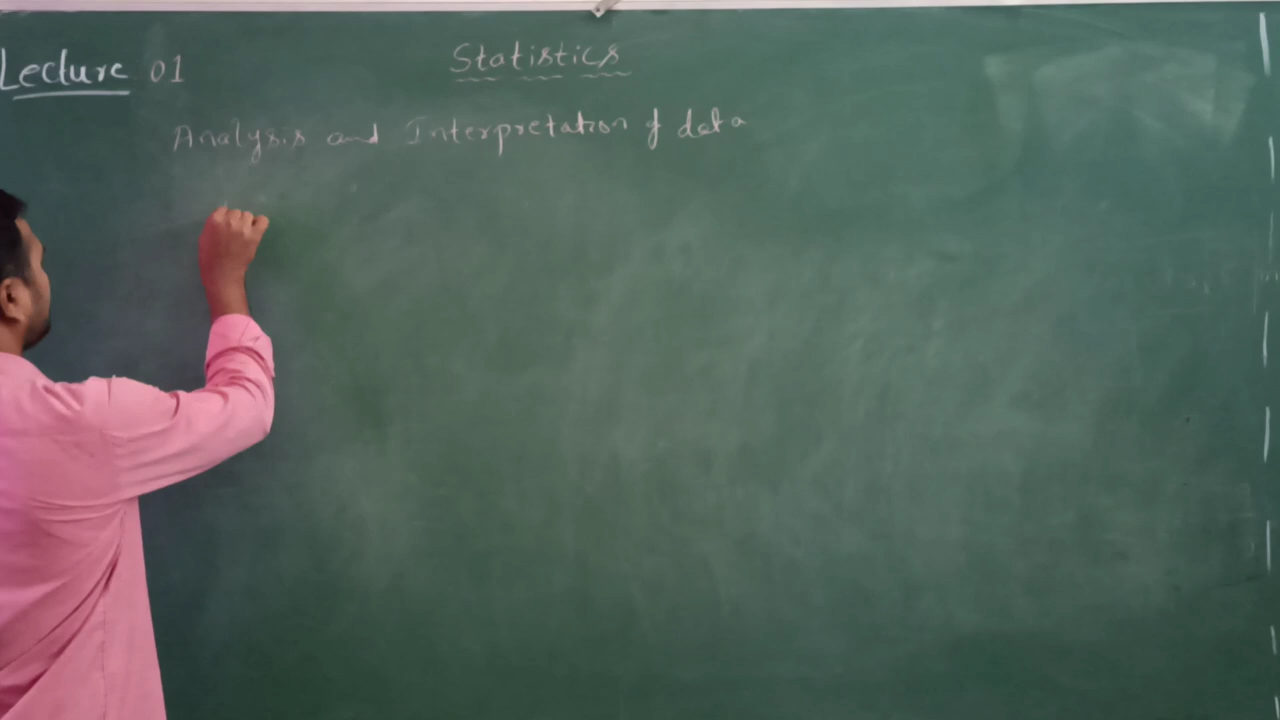 Lecture 01
Statistics
Analysis and Interpretation of data